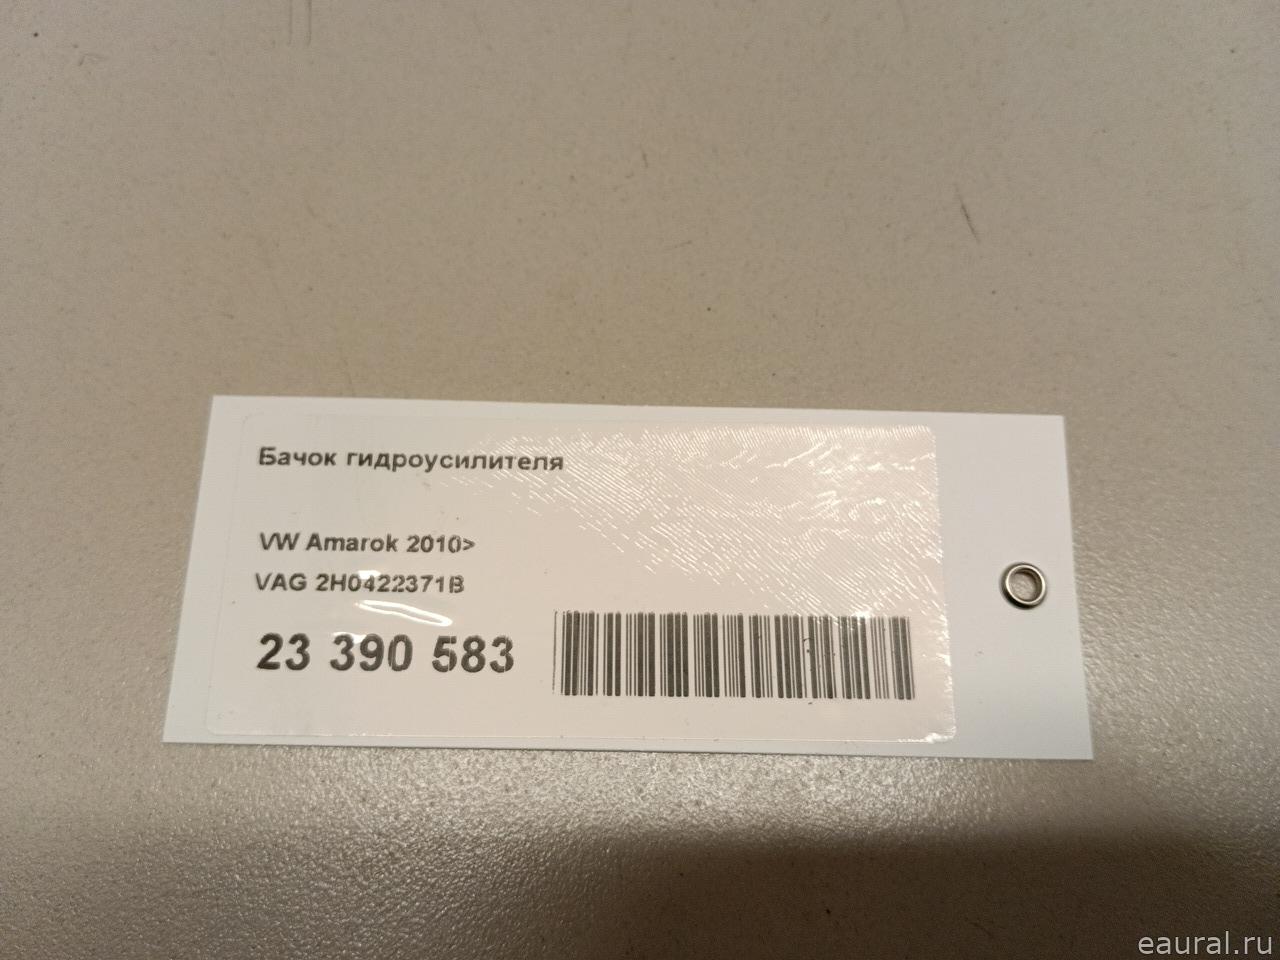 Бачок гидроусилителя
VW Amarok 2010>
VAG 2H0422371B
23 390 583
eaural.ru